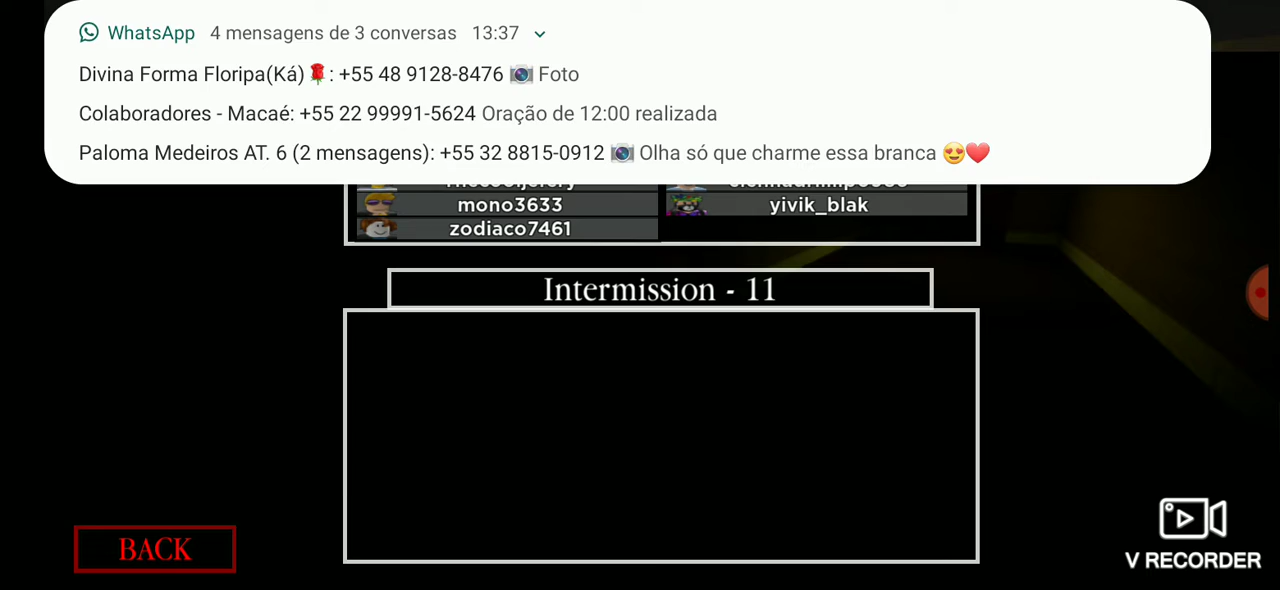 WhatsApp 4 mensagens de 3 conversas 13:37
Divina Forma Floripa(Ká)🌹: +55 48 9128-8476 📷 Foto
Colaboradores - Macaé: +55 22 99991-5624 Oração de 12:00 realizada
Paloma Medeiros AT. 6 (2 mensagens): +55 32 8815-0912 📷 Olha só que charme essa branca 😍❤️
mono3633
yivik_blak
zodiaco7461
Intermission - 11
BACK
V RECORDER